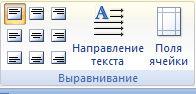 Направление Поля
текста ячейки
Выравнивание